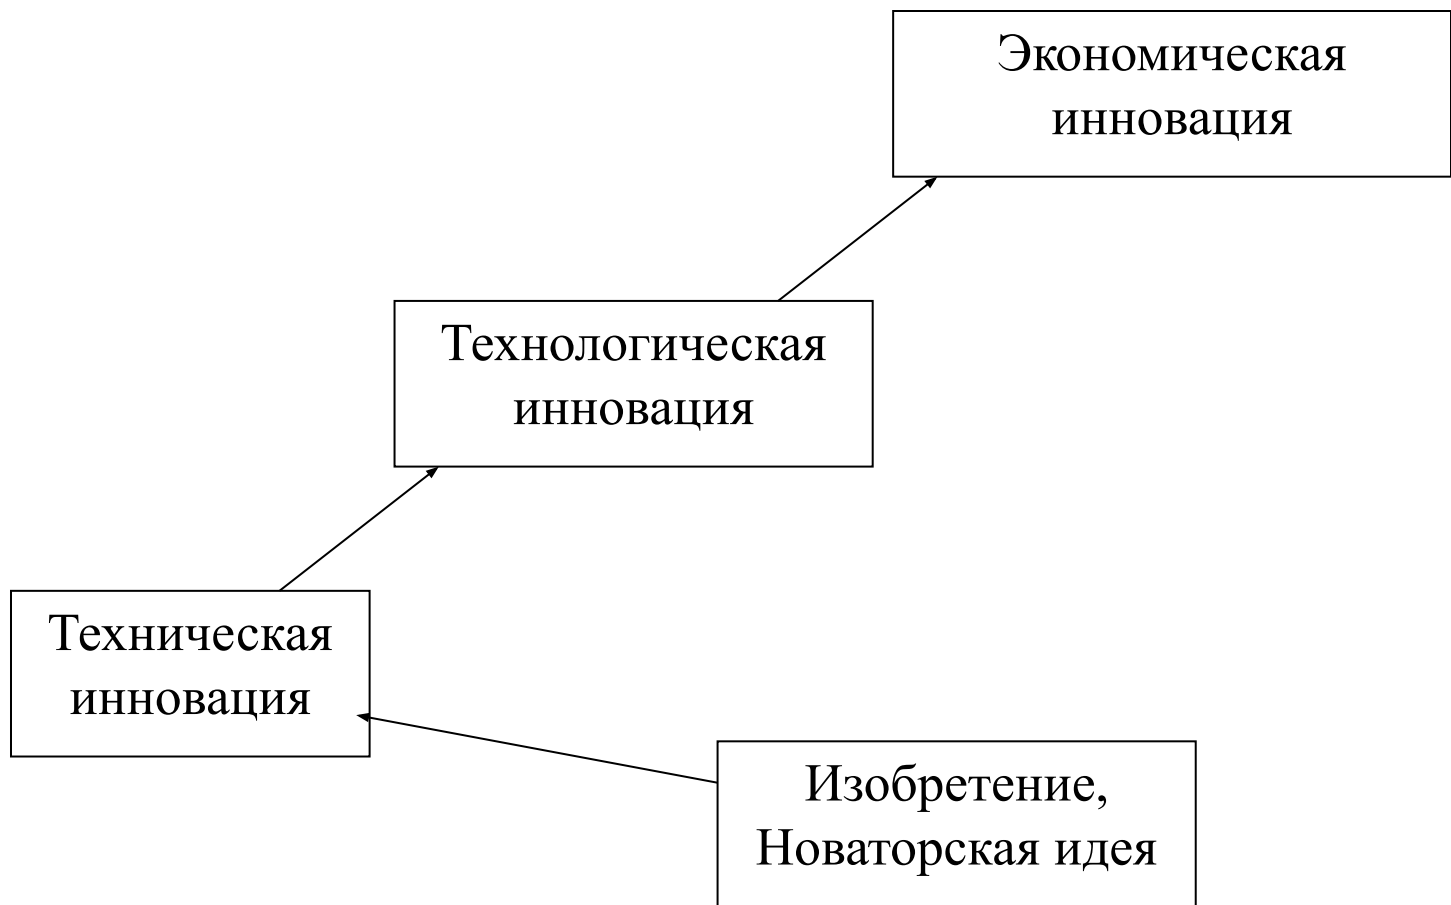 Экономическая
инновация
Технологическая
инновация
Техническая
инновация
Изобретение,
Новаторская идея